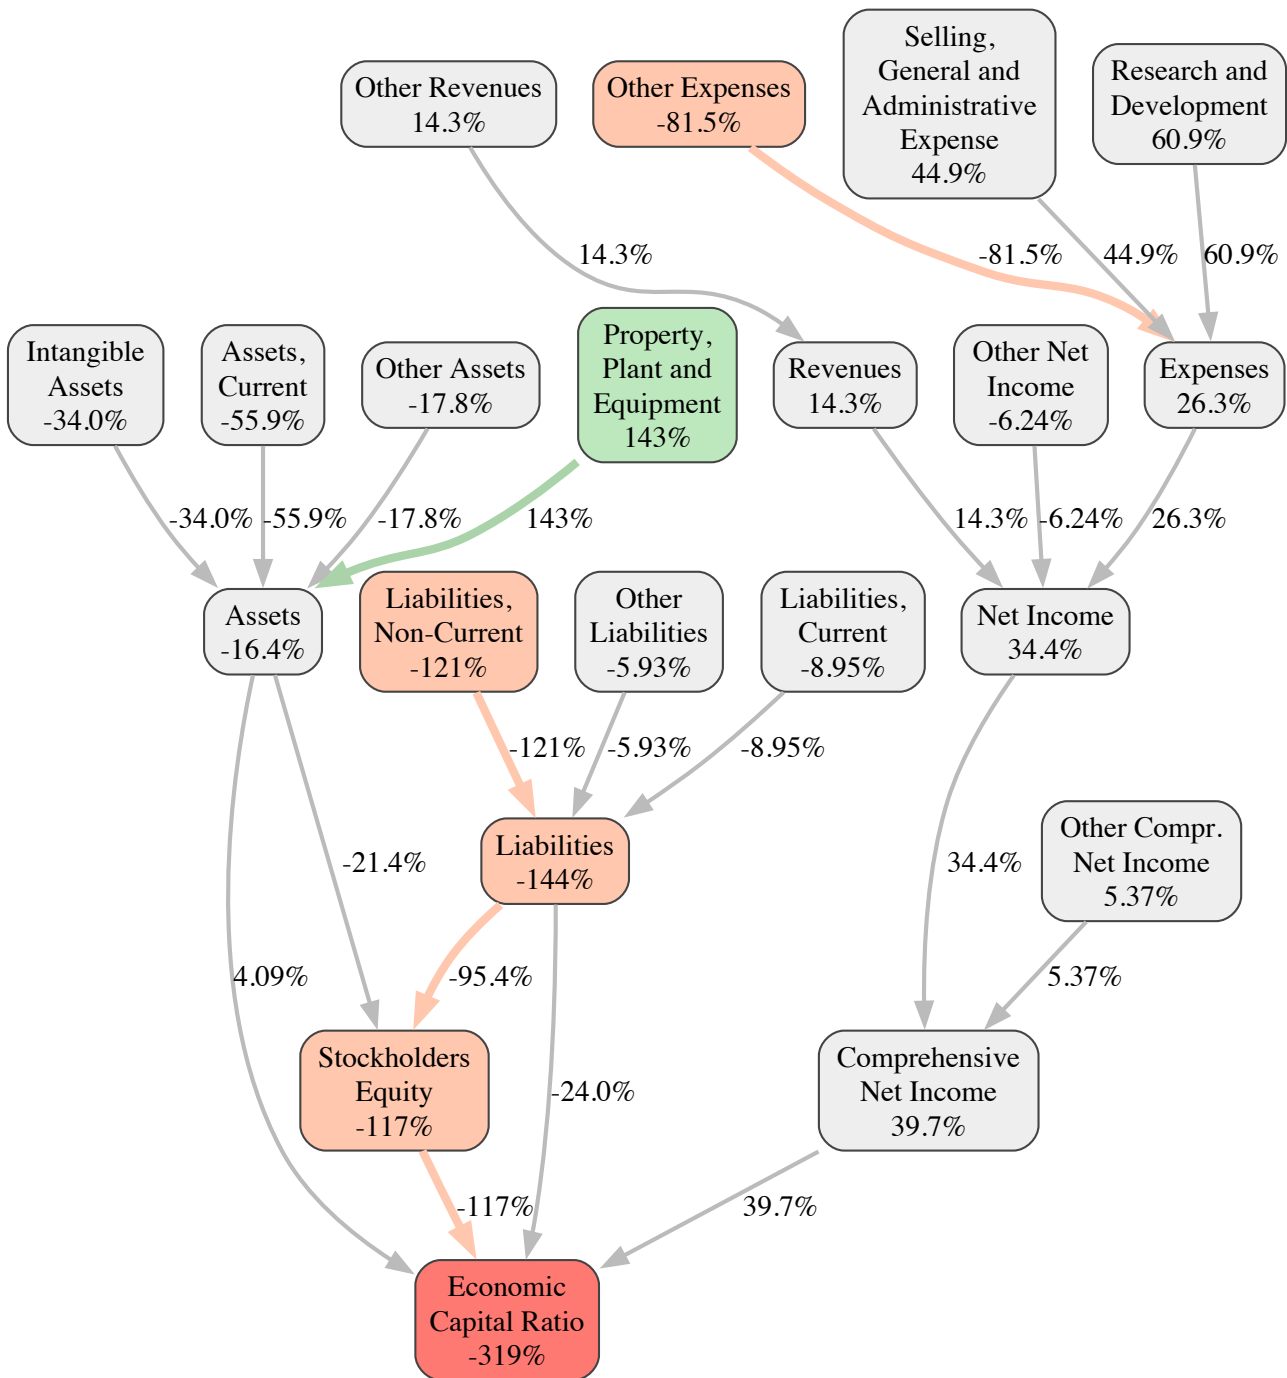 Other Revenues
14.3%
Other Expenses
-81.5%
Selling,
General and
Administrative
Expense
44.9%
Research and
Development
60.9%
14.3%
-81.5%
44.9%
60.9%
Intangible
Assets
-34.0%
Assets,
Current
-55.9%
Other Assets
-17.8%
Property,
Plant and
Equipment
143%
Revenues
14.3%
Other Net
Income
-6.24%
Expenses
26.3%
-34.0%
-55.9%
-17.8%
143%
14.3%
-6.24%
26.3%
Assets
-16.4%
Liabilities,
Non-Current
-121%
Other
Liabilities
-5.93%
Liabilities,
Current
-8.95%
Net Income
34.4%
-121%
-5.93%
-8.95%
Liabilities
-144%
-21.4%
34.4%
Other Compr.
Net Income
5.37%
4.09%
-95.4%
5.37%
Stockholders
Equity
-117%
-24.0%
Comprehensive
Net Income
39.7%
-117%
39.7%
Economic
Capital Ratio
-319%